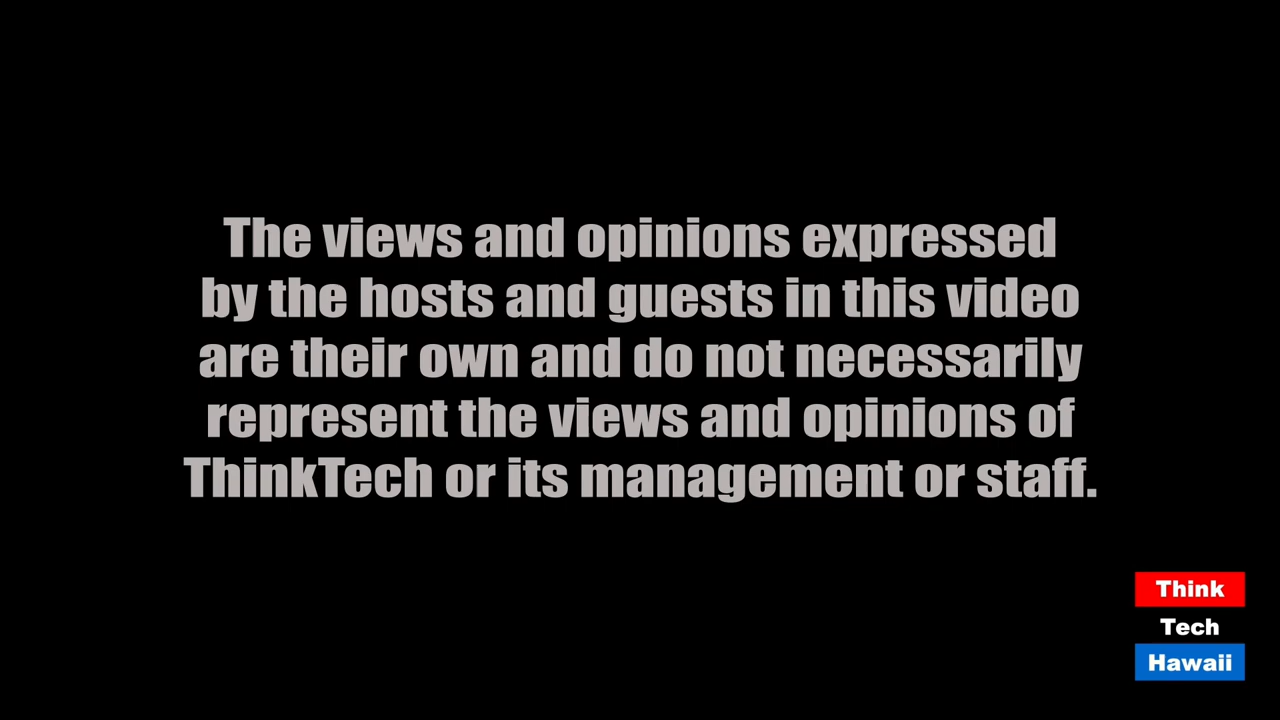 The views and opinions expressed
by the hosts and guests in this video
are their own and do not necessarily
represent the views and opinions of
ThinkTech or its management or staff.
Think
Tech
Hawaii